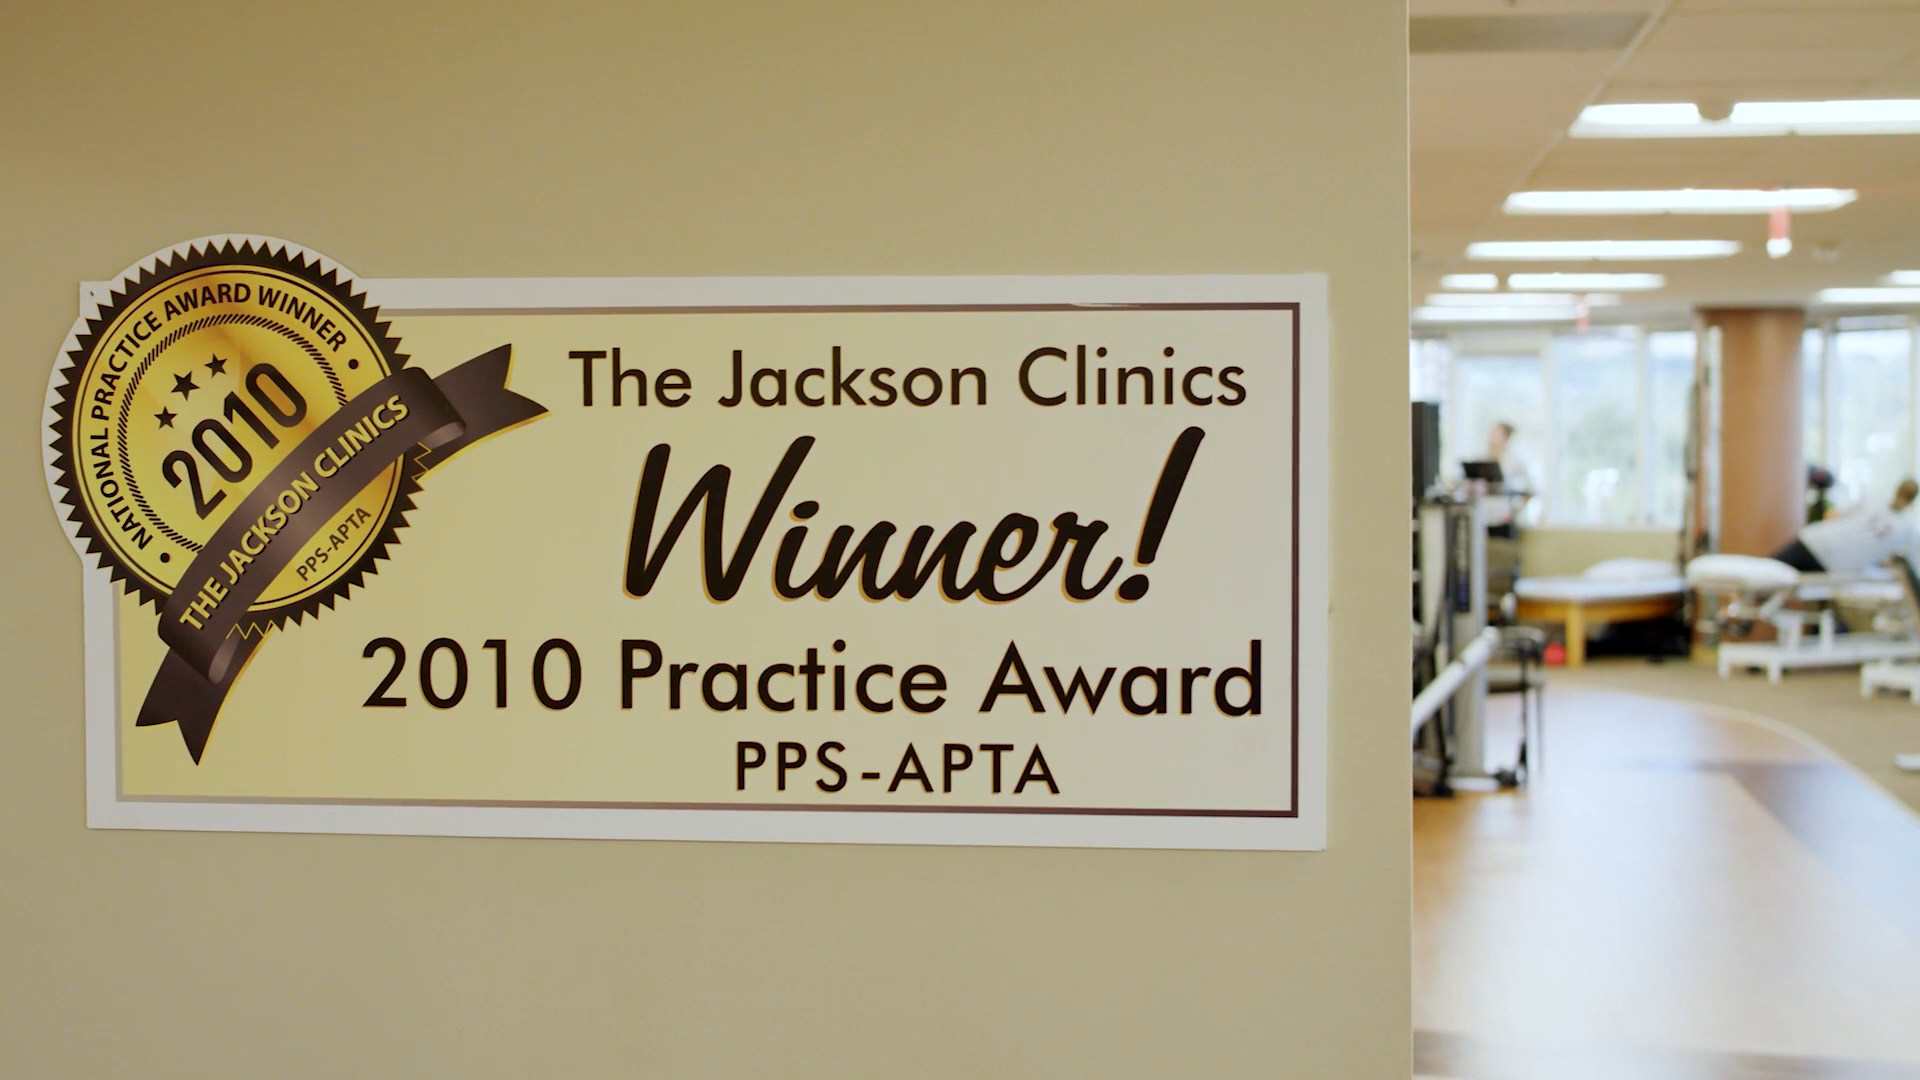 NATIONAL PRACTICE AWARD WINNER
2010
THE JACKSON CLINICS
PPS-APTA
The Jackson Clinics
Winner!
2010 Practice Award
PPS-APTA